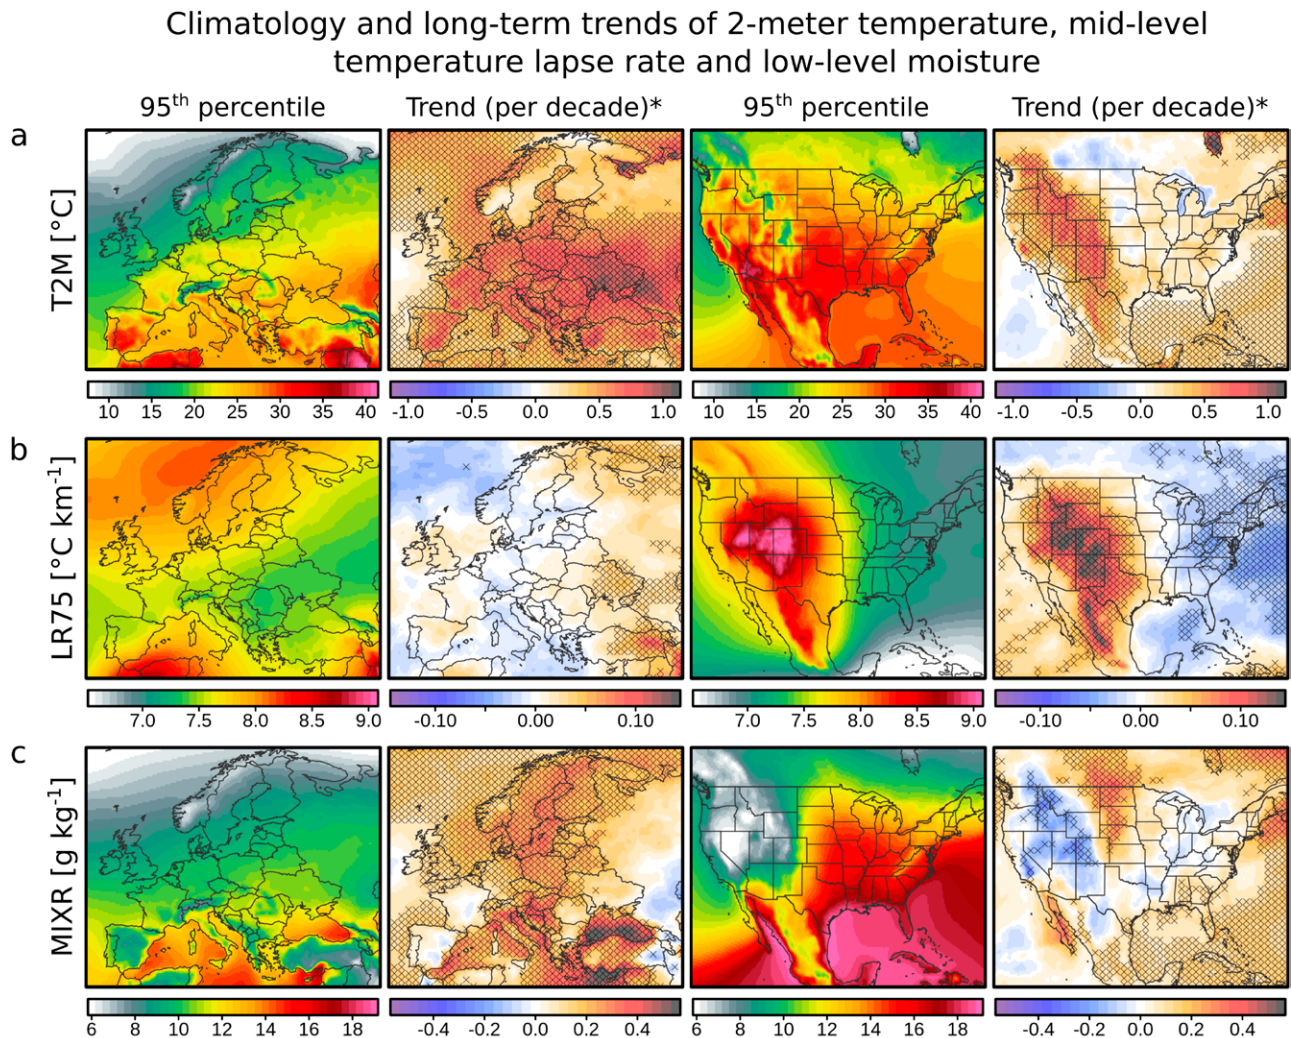 Climatology and long-term trends of 2-meter temperature, mid-level
temperature lapse rate and low-level moisture
95th percentile Trend (per decade)* 95th percentile Trend (per decade)*
a
T2M [°C]
10 15 20 25 30 35 40 -1.0 -0.5 0.0 0.5 1.0 10 15 20 25 30 35 40 -1.0 -0.5 0.0 0.5 1.0
b
LR75 [°C km-1]
7.0 7.5 8.0 8.5 9.0 -0.10 0.00 0.10 7.0 7.5 8.0 8.5 9.0 -0.10 0.00 0.10
c
MIXR [g kg-1]
6 8 10 12 14 16 18 -0.4 -0.2 0.0 0.2 0.4 6 8 10 12 14 16 18 -0.4 -0.2 0.0 0.2 0.4